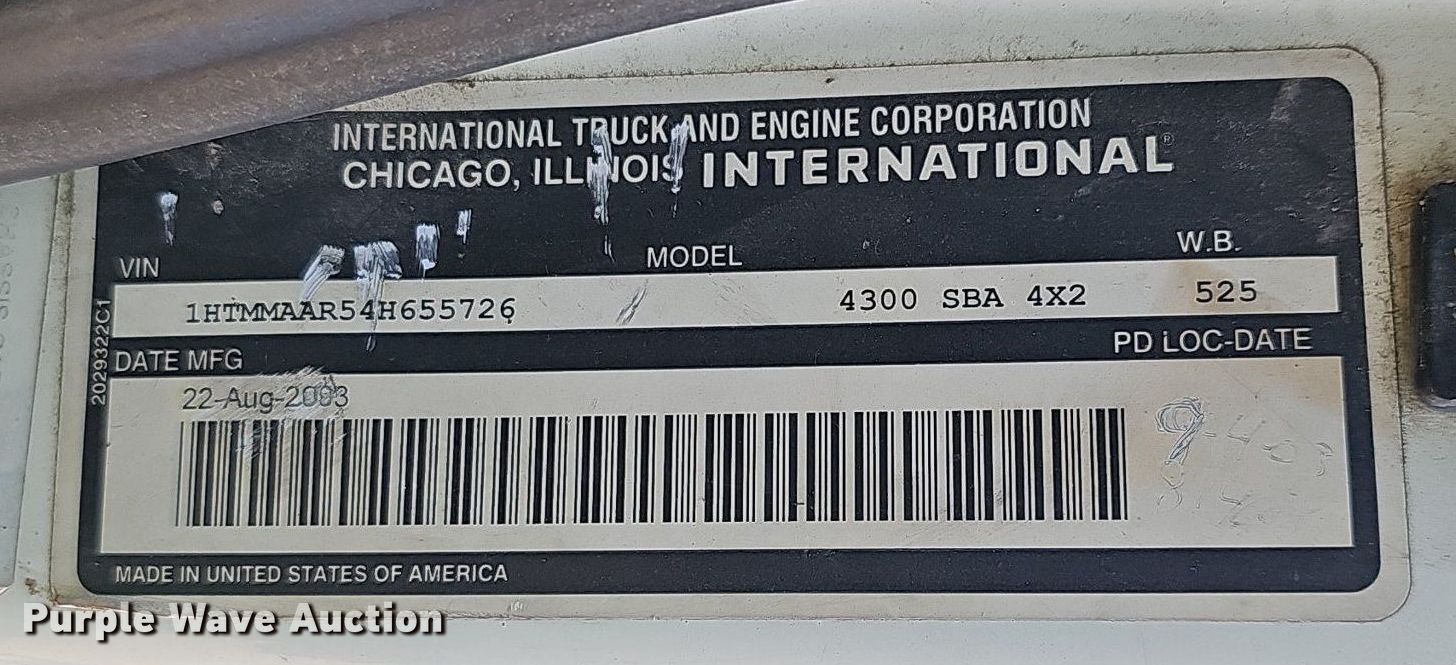 INTERNATIONAL TRUCK AND ENGINE CORPORATION
CHICAGO, ILLINOIS INTERNATIONAL®
VIN MODEL W.B.
1HTMMAAR54H655726 4300 SBA 4X2 525
DATE MFG PD LOC-DATE
22-Aug-2003
2029322C1
MADE IN UNITED STATES OF AMERICA
Purple Wave Auction